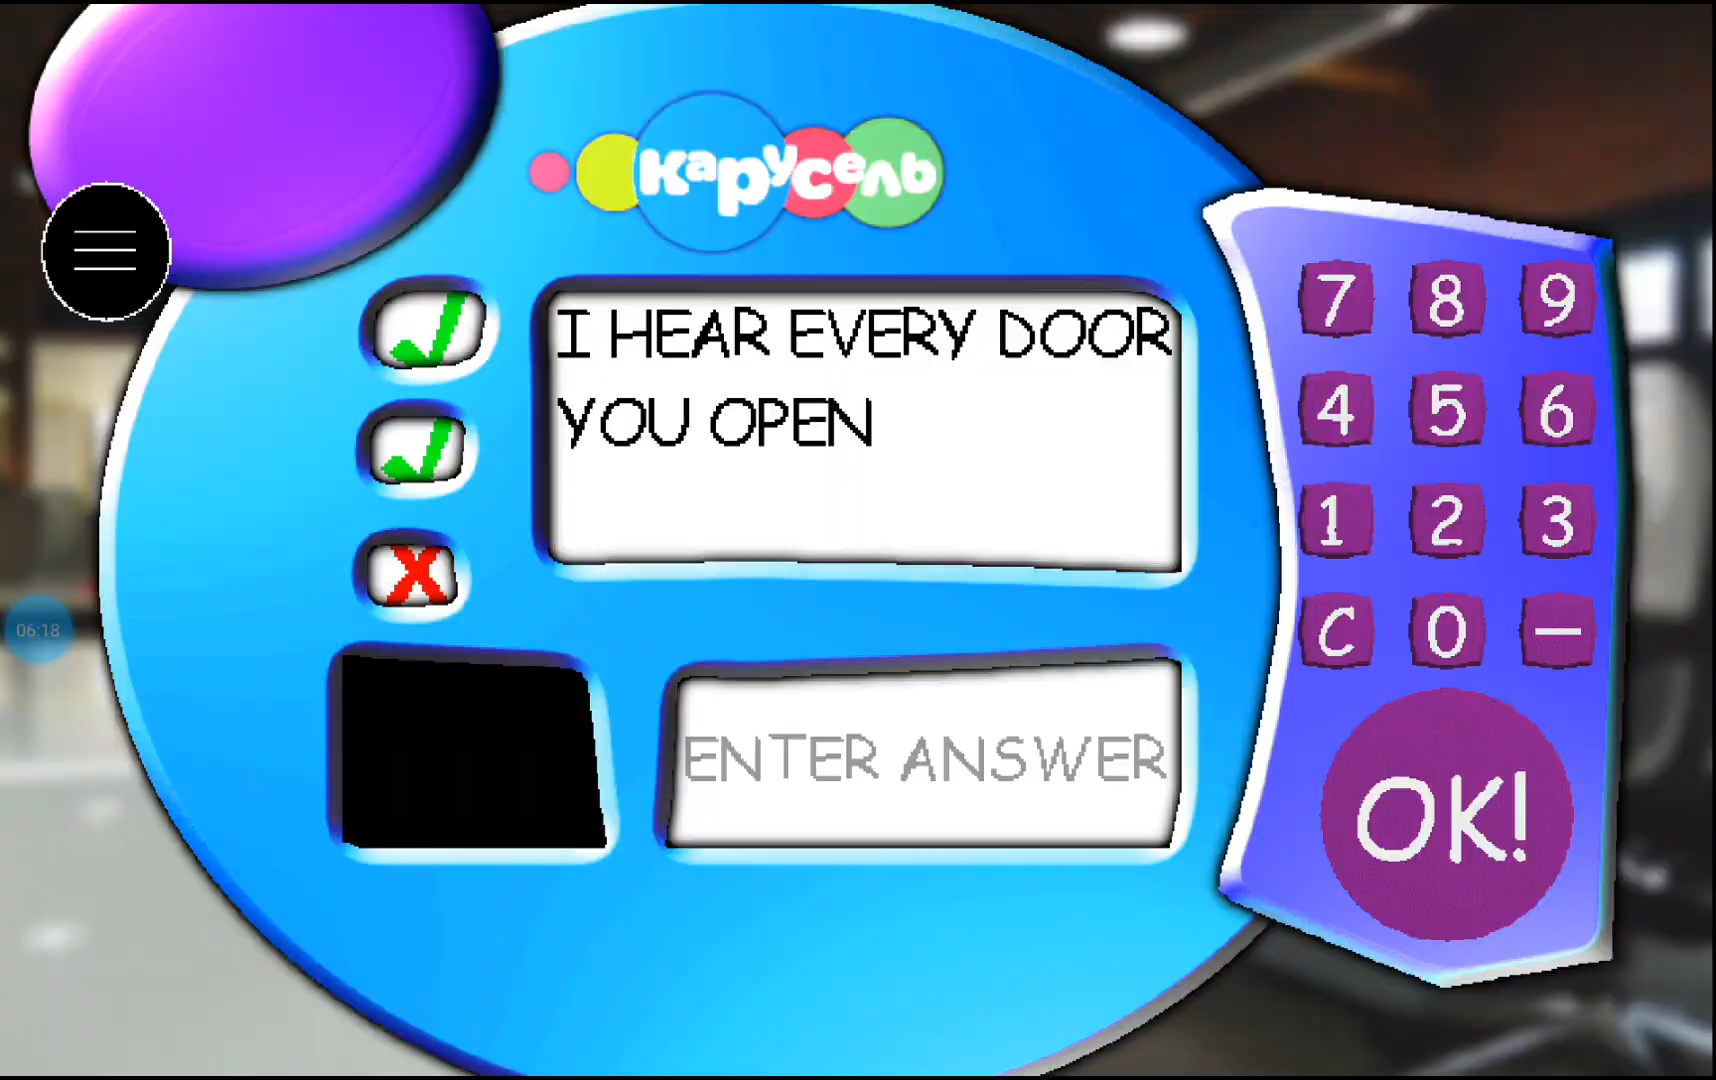 Карусель
I HEAR EVERY DOOR
YOU OPEN
7 8 9
4 5 6
1 2 3
C 0 —
06:18
ENTER ANSWER
OK!